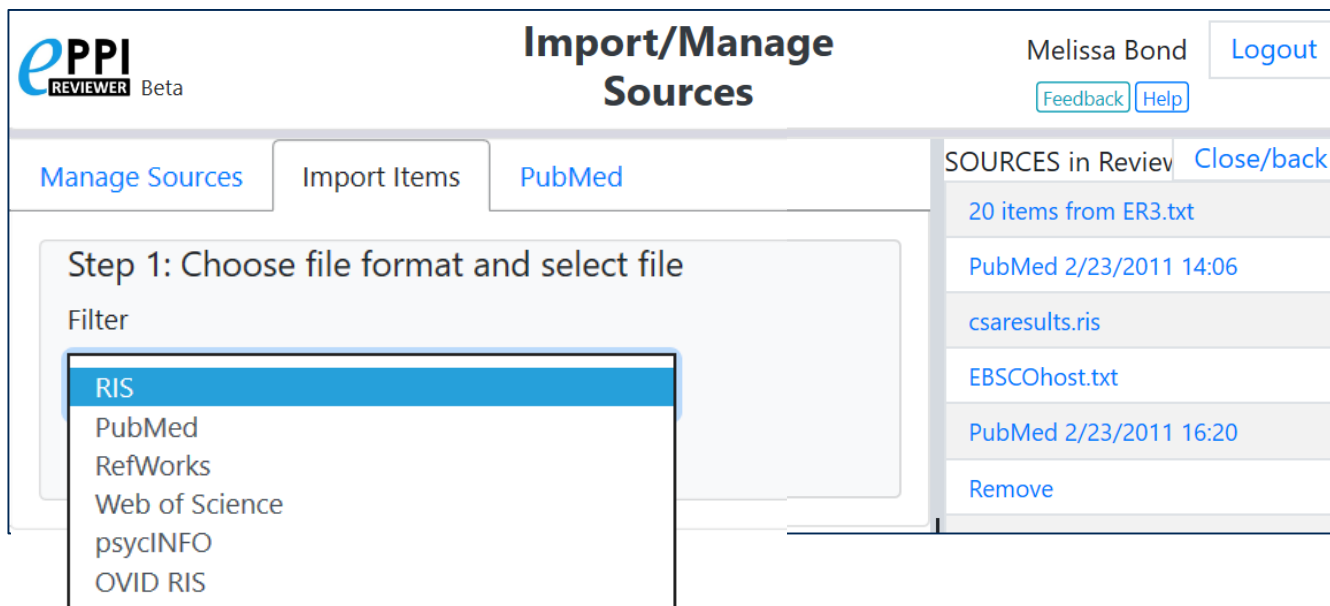 ePPI
REVIEWER Beta
Import/Manage
Sources
Melissa Bond
Logout
Feedback
Help
Manage Sources
Import Items
PubMed
Step 1: Choose file format and select file
Filter
RIS
PubMed
RefWorks
Web of Science
psycINFO
OVID RIS
SOURCES in Review
Close/back
20 items from ER3.txt
PubMed 2/23/2011 14:06
csaresults.ris
EBSCOhost.txt
PubMed 2/23/2011 16:20
Remove